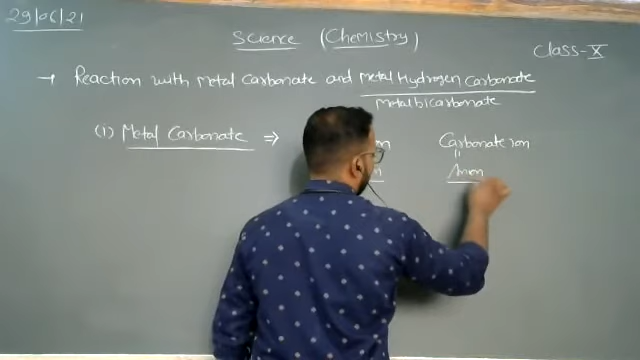 29/06/21
Science (Chemistry)
Class-X
→ Reaction with Metal Carbonate and Metal Hydrogen Carbonate
Metal bicarbonate
(i) Metal Carbonate ⇒
Carbonate ion
Anion